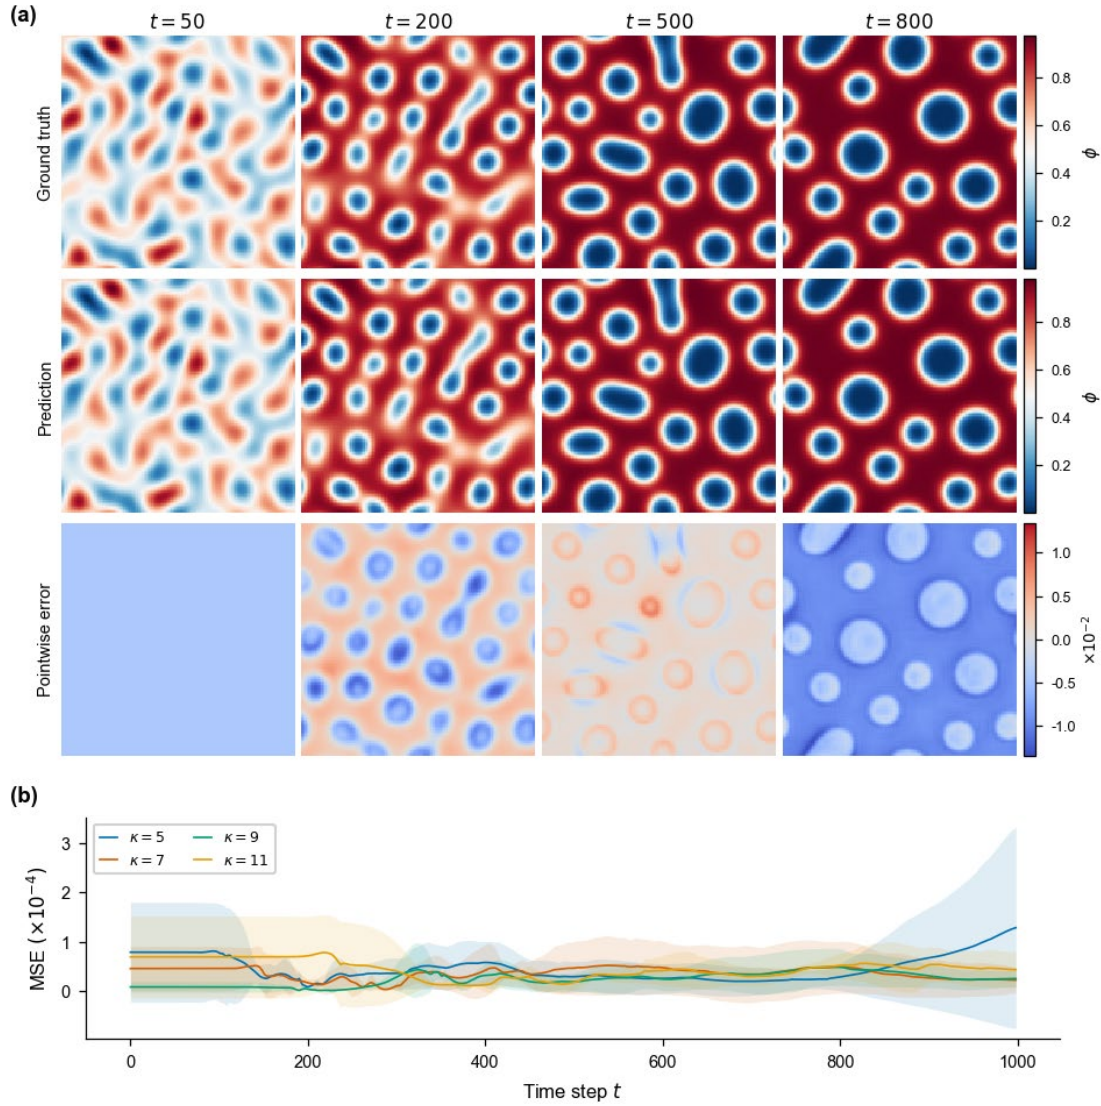 (a)
t = 50
t = 200
t = 500
t = 800
Ground truth
0.8
0.6
0.4
0.2
ϕ
Prediction
0.8
0.6
0.4
0.2
ϕ
Pointwise error
1.0
0.5
0.0
-0.5
-1.0
×10⁻²
(b)
κ = 5
κ = 7
κ = 9
κ = 11
MSE (×10⁻⁴)
3
2
1
0
0
200
400
600
800
1000
Time step t